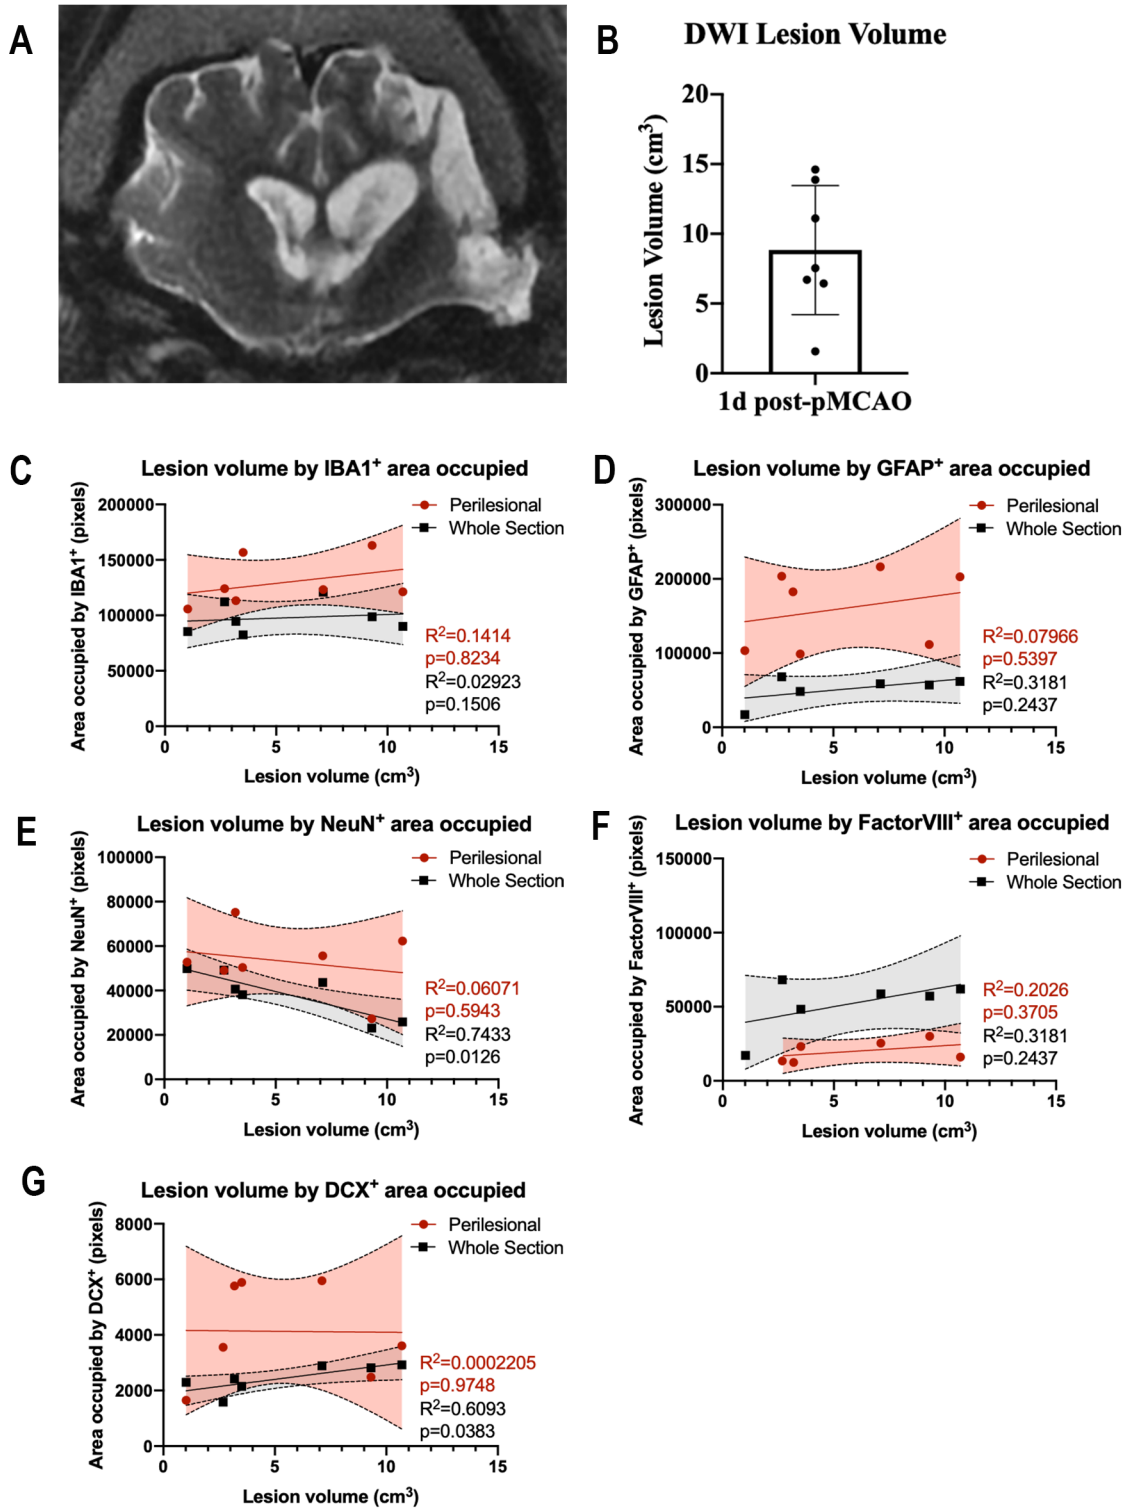 A
B
DWI Lesion Volume
Lesion Volume (cm³)
20
15
10
5
0
1d post-pMCAO
C
Lesion volume by IBA1⁺ area occupied
Area occupied by IBA1⁺ (pixels)
200000
150000
100000
50000
0
0 5 10 15
Lesion volume (cm³)
Perilesional
Whole Section
R²=0.1414
p=0.8234
R²=0.02923
p=0.1506
D
Lesion volume by GFAP⁺ area occupied
Area occupied by GFAP⁺ (pixels)
300000
200000
100000
0
0 5 10 15
Lesion volume (cm³)
Perilesional
Whole Section
R²=0.07966
p=0.5397
R²=0.3181
p=0.2437
E
Lesion volume by NeuN⁺ area occupied
Area occupied by NeuN⁺ (pixels)
100000
80000
60000
40000
20000
0
0 5 10 15
Lesion volume (cm³)
Perilesional
Whole Section
R²=0.06071
p=0.5943
R²=0.7433
p=0.0126
F
Lesion volume by FactorVIII⁺ area occupied
Area occupied by FactorVIII⁺ (pixels)
150000
100000
50000
0
0 5 10 15
Lesion volume (cm³)
Perilesional
Whole Section
R²=0.2026
p=0.3705
R²=0.3181
p=0.2437
G
Lesion volume by DCX⁺ area occupied
Area occupied by DCX⁺ (pixels)
8000
6000
4000
2000
0
0 5 10 15
Lesion volume (cm³)
Perilesional
Whole Section
R²=0.0002205
p=0.9748
R²=0.6093
p=0.0383